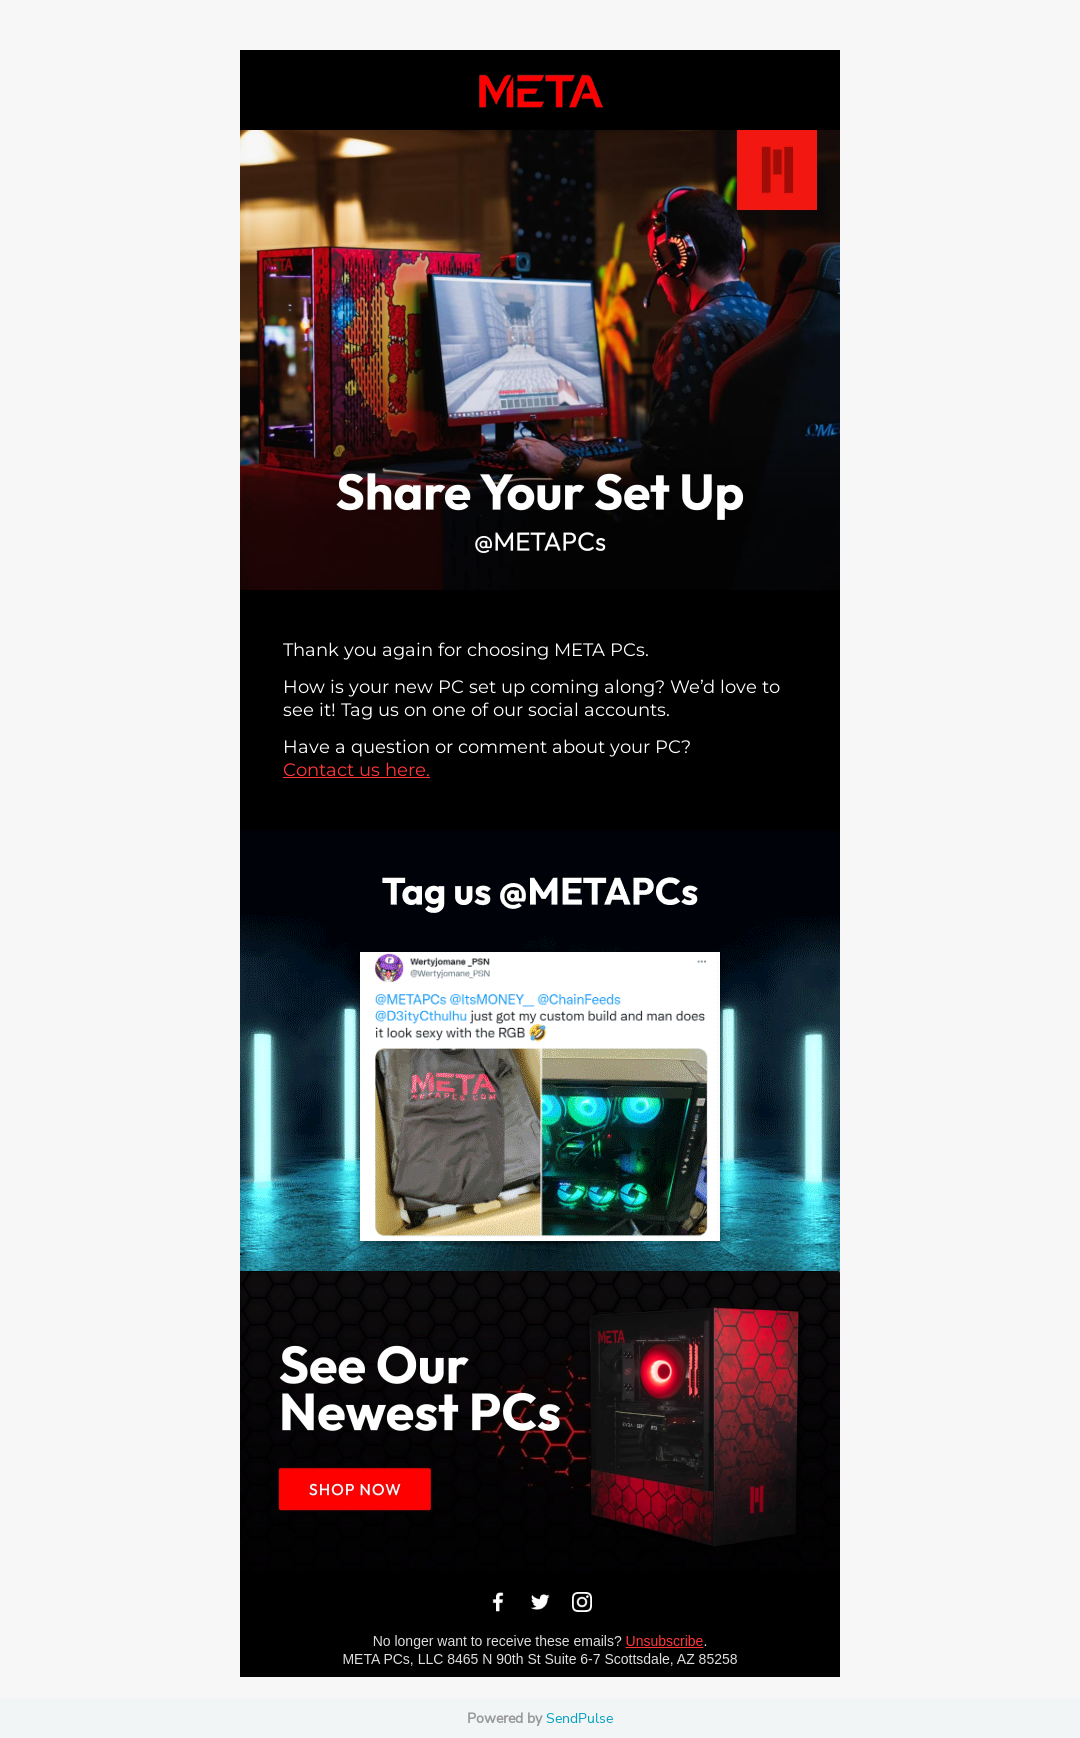 META
META
OME
Share Your Set Up
@METAPCs
Thank you again for choosing META PCs.
How is your new PC set up coming along? We’d love to
see it! Tag us on one of our social accounts.
Have a question or comment about your PC?
Contact us here.
Tag us @METAPCs
Wertyjomane _PSN
@Wertyjomane_PSN
@METAPCs @ItsMONEY__ @ChainFeeds
@D3ityCthulhu just got my custom build and man does
it look sexy with the RGB 🤣
META
METAPCS.COM
META
See Our
Newest PCs
SHOP NOW
No longer want to receive these emails? Unsubscribe.
META PCs, LLC 8465 N 90th St Suite 6-7 Scottsdale, AZ 85258
Powered by SendPulse